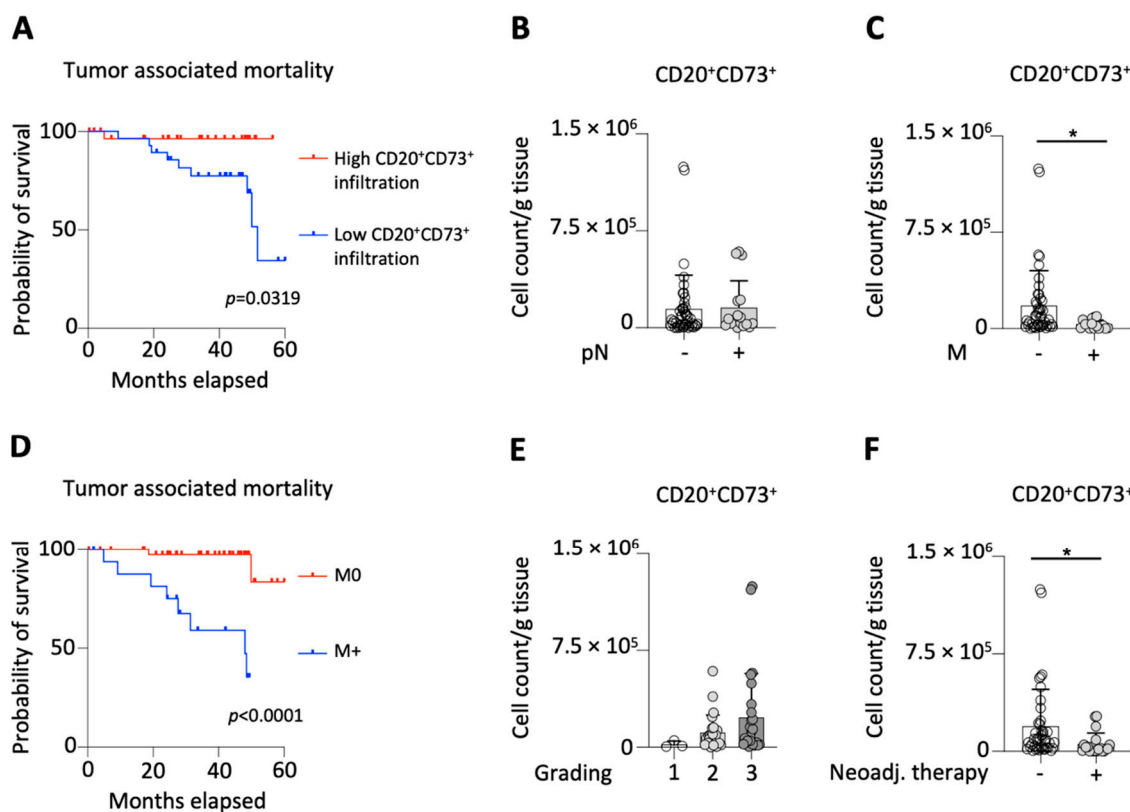 A
Tumor associated mortality
Probability of survival
100
50
0
0 20 40 60
Months elapsed
High CD20⁺CD73⁺
infiltration
Low CD20⁺CD73⁺
infiltration
p=0.0319
B
CD20⁺CD73⁺
Cell count/g tissue
1.5 × 10⁶
7.5 × 10⁵
0
pN - +
C
CD20⁺CD73⁺
Cell count/g tissue
1.5 × 10⁶
7.5 × 10⁵
0
*
M - +
D
Tumor associated mortality
Probability of survival
100
50
0
0 20 40 60
Months elapsed
M0
M+
p<0.0001
E
CD20⁺CD73⁺
Cell count/g tissue
1.5 × 10⁶
7.5 × 10⁵
0
Grading 1 2 3
F
CD20⁺CD73⁺
Cell count/g tissue
1.5 × 10⁶
7.5 × 10⁵
0
*
Neoadj. therapy - +